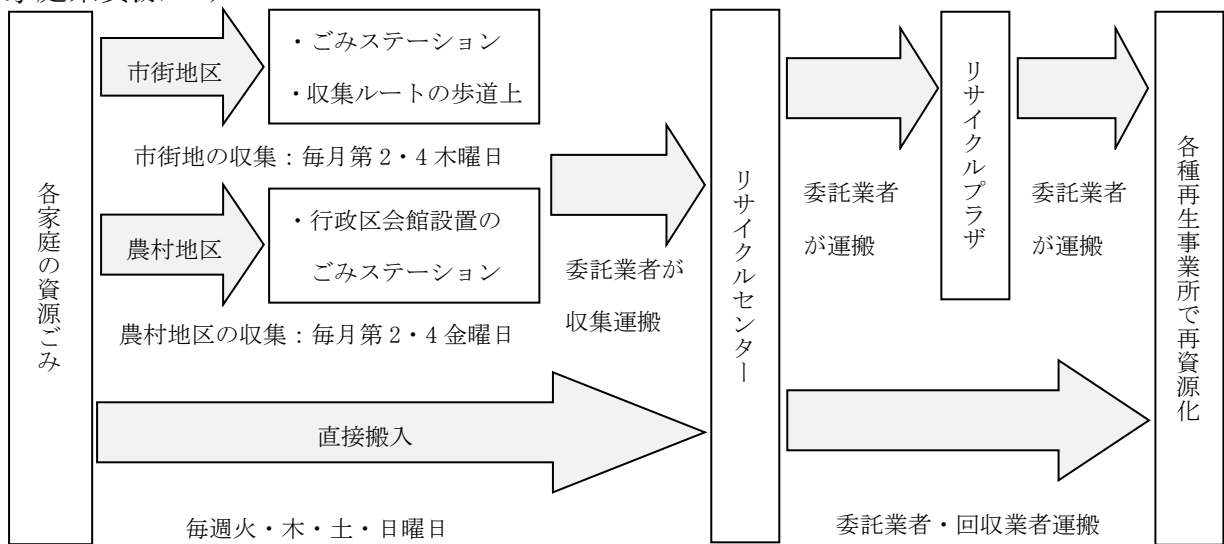 各家庭の資源ごみ
市街地区
・ごみステーション
・収集ルートの歩道上
市街地の収集：毎月第2・4木曜日
農村地区
・行政区会館設置の
ごみステーション
農村地区の収集：毎月第2・4金曜日
直接搬入
毎週火・木・土・日曜日
委託業者が
収集運搬
リサイクルセンター
委託業者
が運搬
リサイクルプラザ
委託業者
が運搬
委託業者・回収業者運搬
各種再生事業所で再資源化